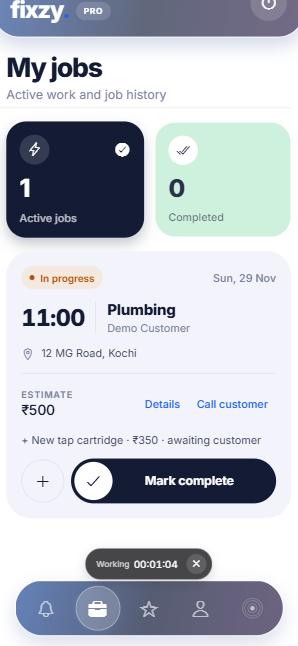 fixzy.
PRO
My jobs
Active work and job history
1
Active jobs
0
Completed
In progress
Sun, 29 Nov
11:00
Plumbing
Demo Customer
12 MG Road, Kochi
ESTIMATE
₹500
Details
Call customer
+ New tap cartridge · ₹350 · awaiting customer
Mark complete
Working 00:01:04